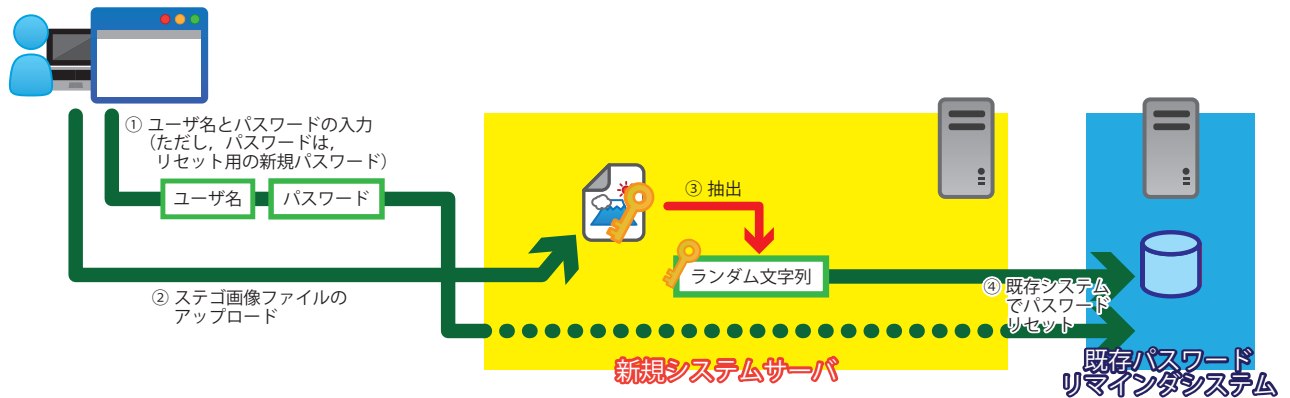 ① ユーザ名とパスワードの入力
（ただし，パスワードは，
リセット用の新規パスワード）
ユーザ名
パスワード
② ステゴ画像ファイルの
アップロード
③ 抽出
ランダム文字列
④ 既存システム
でパスワード
リセット
新規システムサーバ
既存パスワード
リマインダシステム